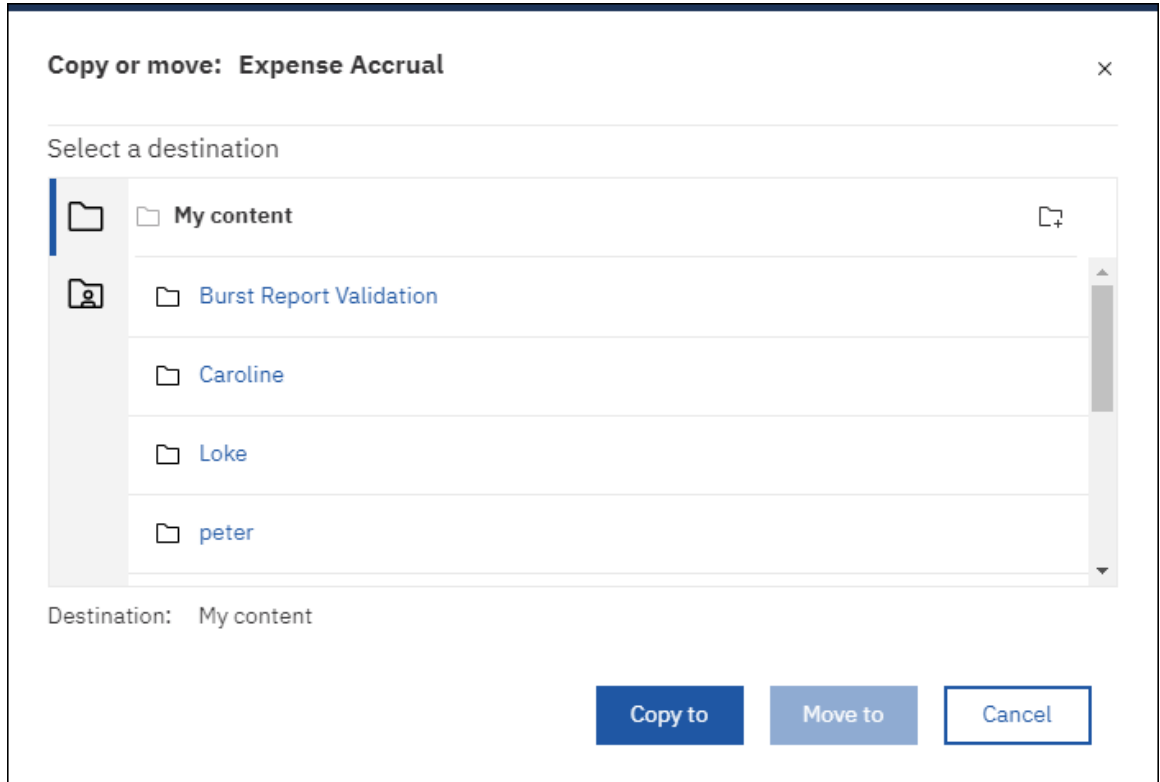 Copy or move: Expense Accrual
Select a destination
My content
Burst Report Validation
Caroline
Loke
peter
Destination: My content
Copy to Move to Cancel